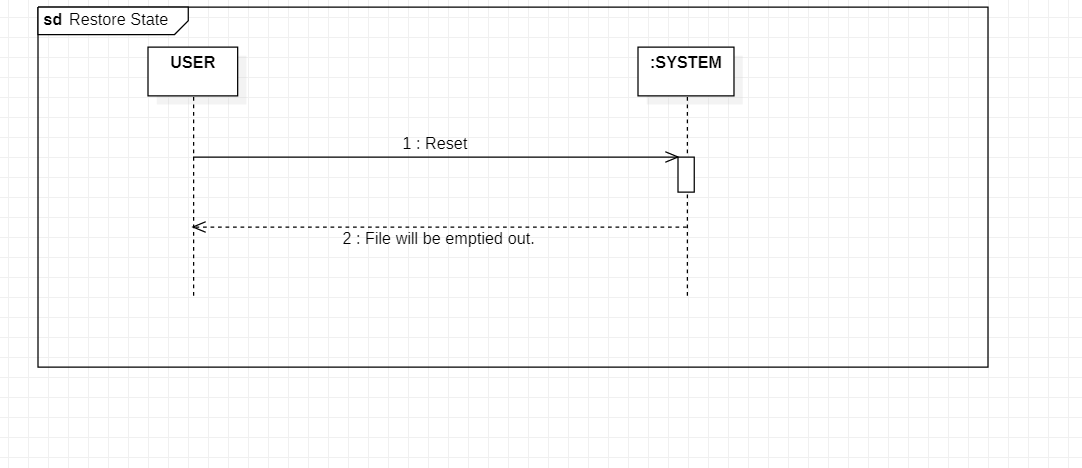 sd Restore State
USER
:SYSTEM
1 : Reset
2 : File will be emptied out.